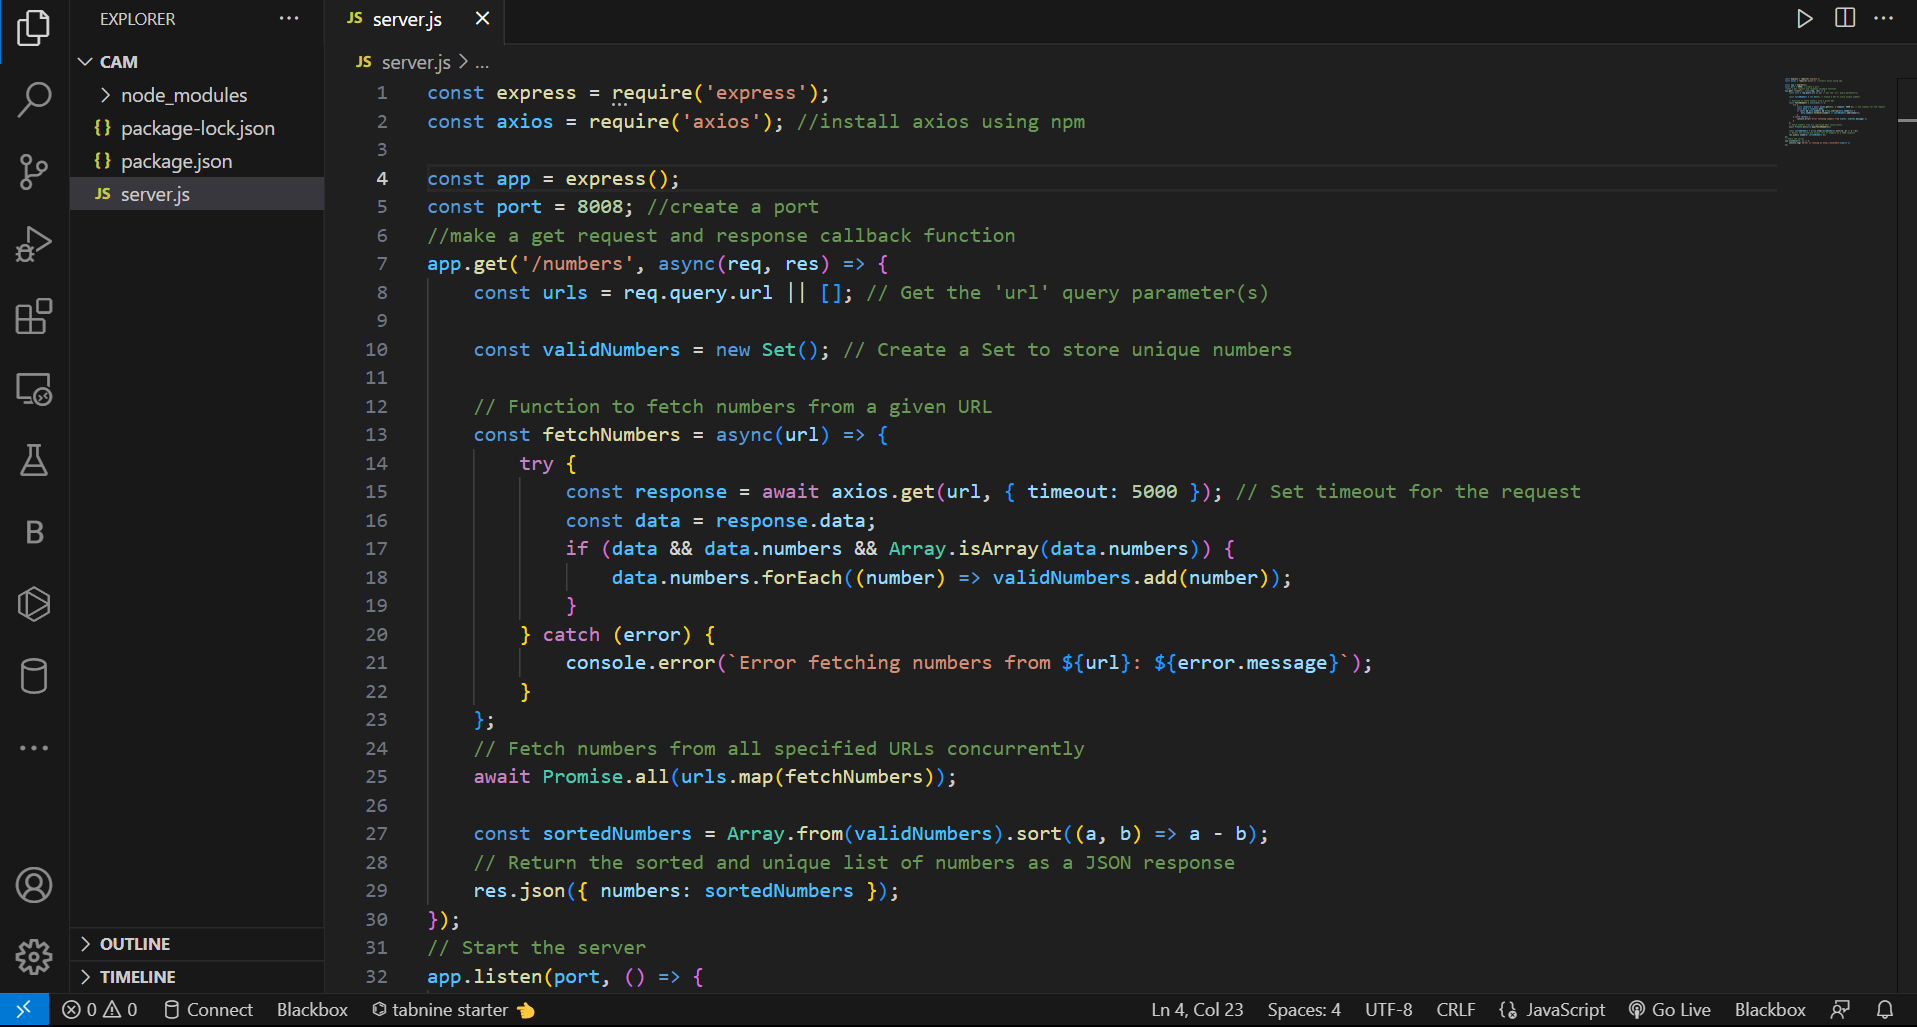 EXPLORER
CAM
node_modules
{} package-lock.json
{} package.json
JS server.js
OUTLINE
TIMELINE
JS server.js
JS server.js > ...
1 const express = require('express');
2 const axios = require('axios'); //install axios using npm
3
4 const app = express();
5 const port = 8008; //create a port
6 //make a get request and response callback function
7 app.get('/numbers', async(req, res) => {
8     const urls = req.query.url || []; // Get the 'url' query parameter(s)
9
10     const validNumbers = new Set(); // Create a Set to store unique numbers
11
12     // Function to fetch numbers from a given URL
13     const fetchNumbers = async(url) => {
14         try {
15             const response = await axios.get(url, { timeout: 5000 }); // Set timeout for the request
16             const data = response.data;
17             if (data && data.numbers && Array.isArray(data.numbers)) {
18                 data.numbers.forEach((number) => validNumbers.add(number));
19             }
20         } catch (error) {
21             console.error(`Error fetching numbers from ${url}: ${error.message}`);
22         }
23     };
24     // Fetch numbers from all specified URLs concurrently
25     await Promise.all(urls.map(fetchNumbers));
26
27     const sortedNumbers = Array.from(validNumbers).sort((a, b) => a - b);
28     // Return the sorted and unique list of numbers as a JSON response
29     res.json({ numbers: sortedNumbers });
30 });
31 // Start the server
32 app.listen(port, () => {
0 0 Connect Blackbox tabnine starter 👈 Ln 4, Col 23 Spaces: 4 UTF-8 CRLF JavaScript Go Live Blackbox